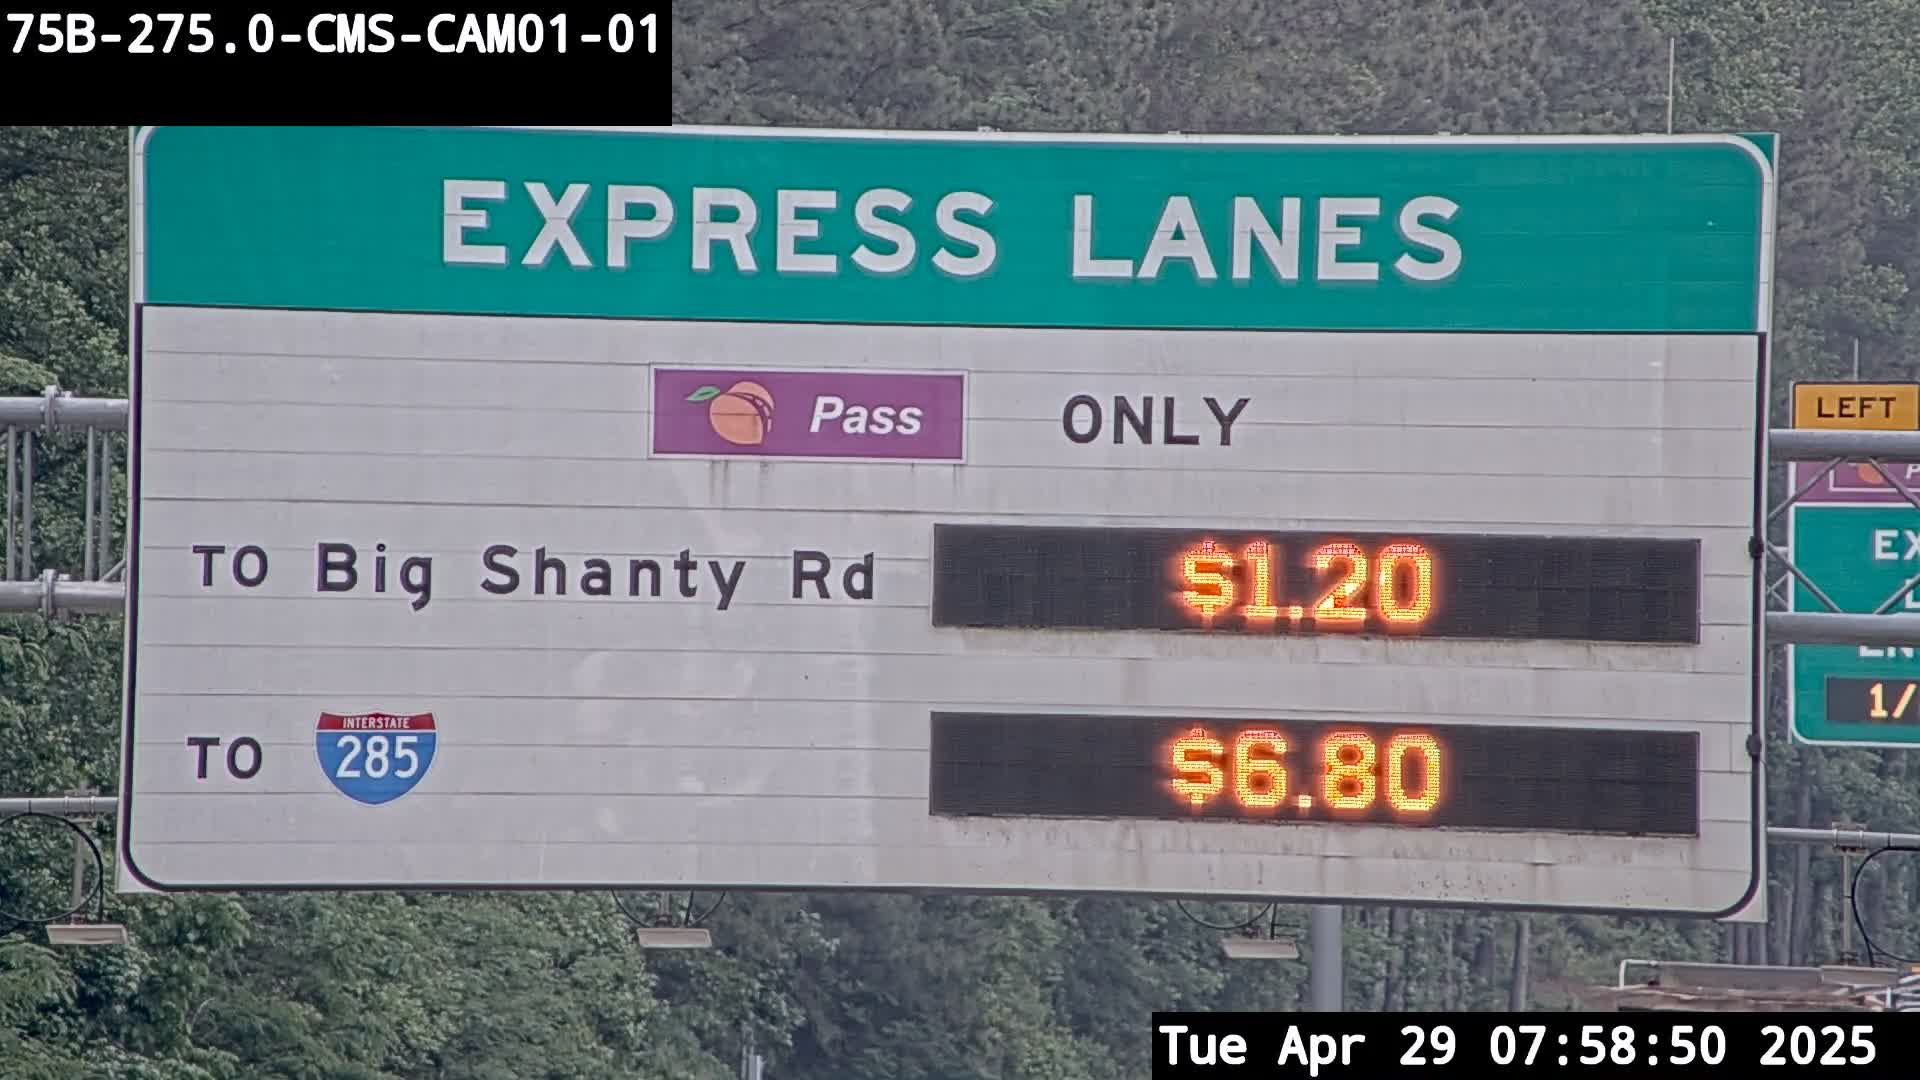 75B-275.0-CMS-CAM01-01
EXPRESS LANES
Pass ONLY
TO Big Shanty Rd $1.20
TO INTERSTATE 285 $6.80
LEFT
1/
Tue Apr 29 07:58:50 2025